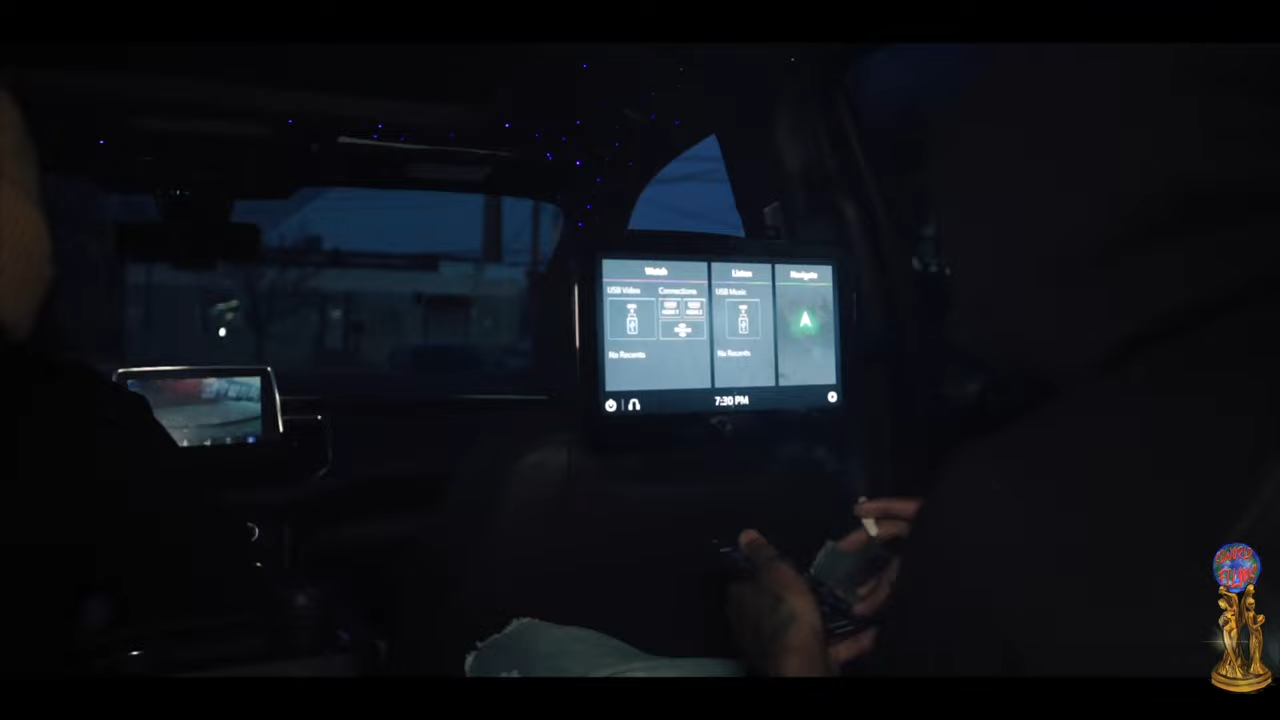 Watch
Listen
Navigate
USB Video
Connections
USB Music
No Recents
No Recents
7:30 PM